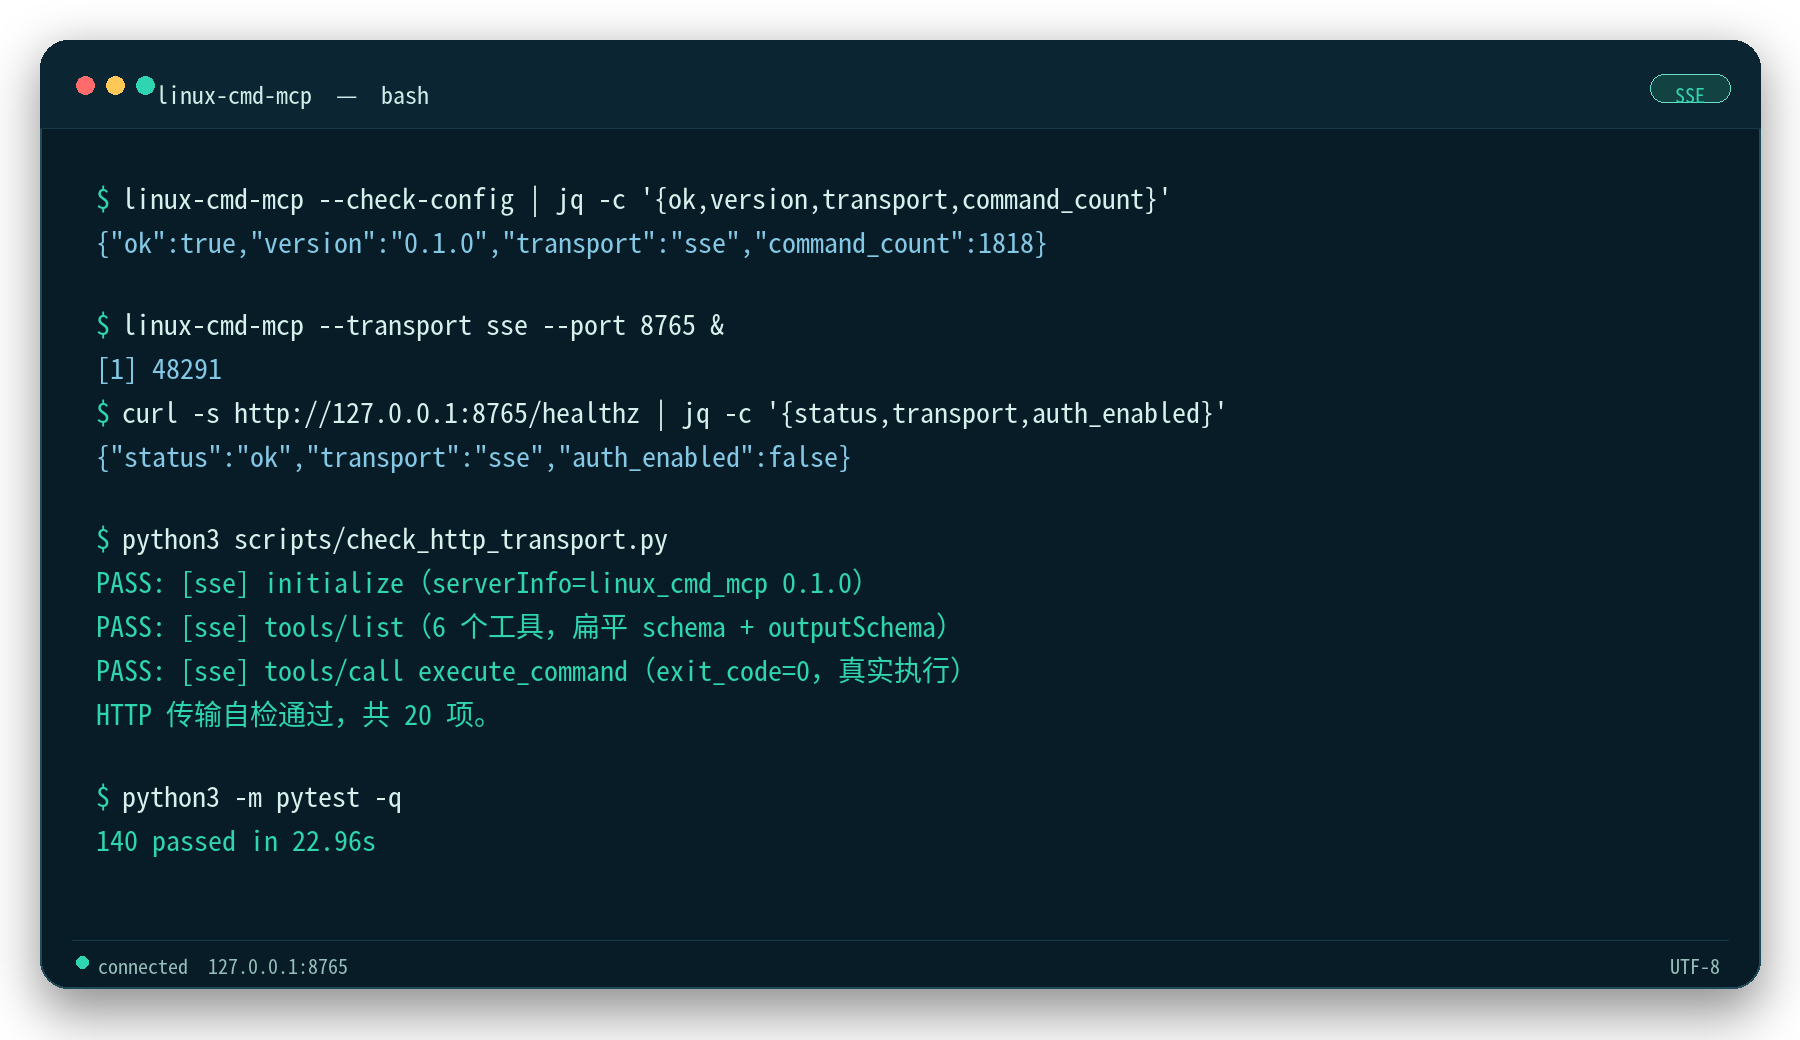 linux-cmd-mcp — bash
SSE
$ linux-cmd-mcp --check-config | jq -c '{ok,version,transport,command_count}'
{"ok":true,"version":"0.1.0","transport":"sse","command_count":1818}
$ linux-cmd-mcp --transport sse --port 8765 &
[1] 48291
$ curl -s http://127.0.0.1:8765/healthz | jq -c '{status,transport,auth_enabled}'
{"status":"ok","transport":"sse","auth_enabled":false}
$ python3 scripts/check_http_transport.py
PASS: [sse] initialize（serverInfo=linux_cmd_mcp 0.1.0）
PASS: [sse] tools/list（6 个工具，扁平 schema + outputSchema）
PASS: [sse] tools/call execute_command（exit_code=0，真实执行）
HTTP 传输自检通过，共 20 项。
$ python3 -m pytest -q
140 passed in 22.96s
connected 127.0.0.1:8765
UTF-8